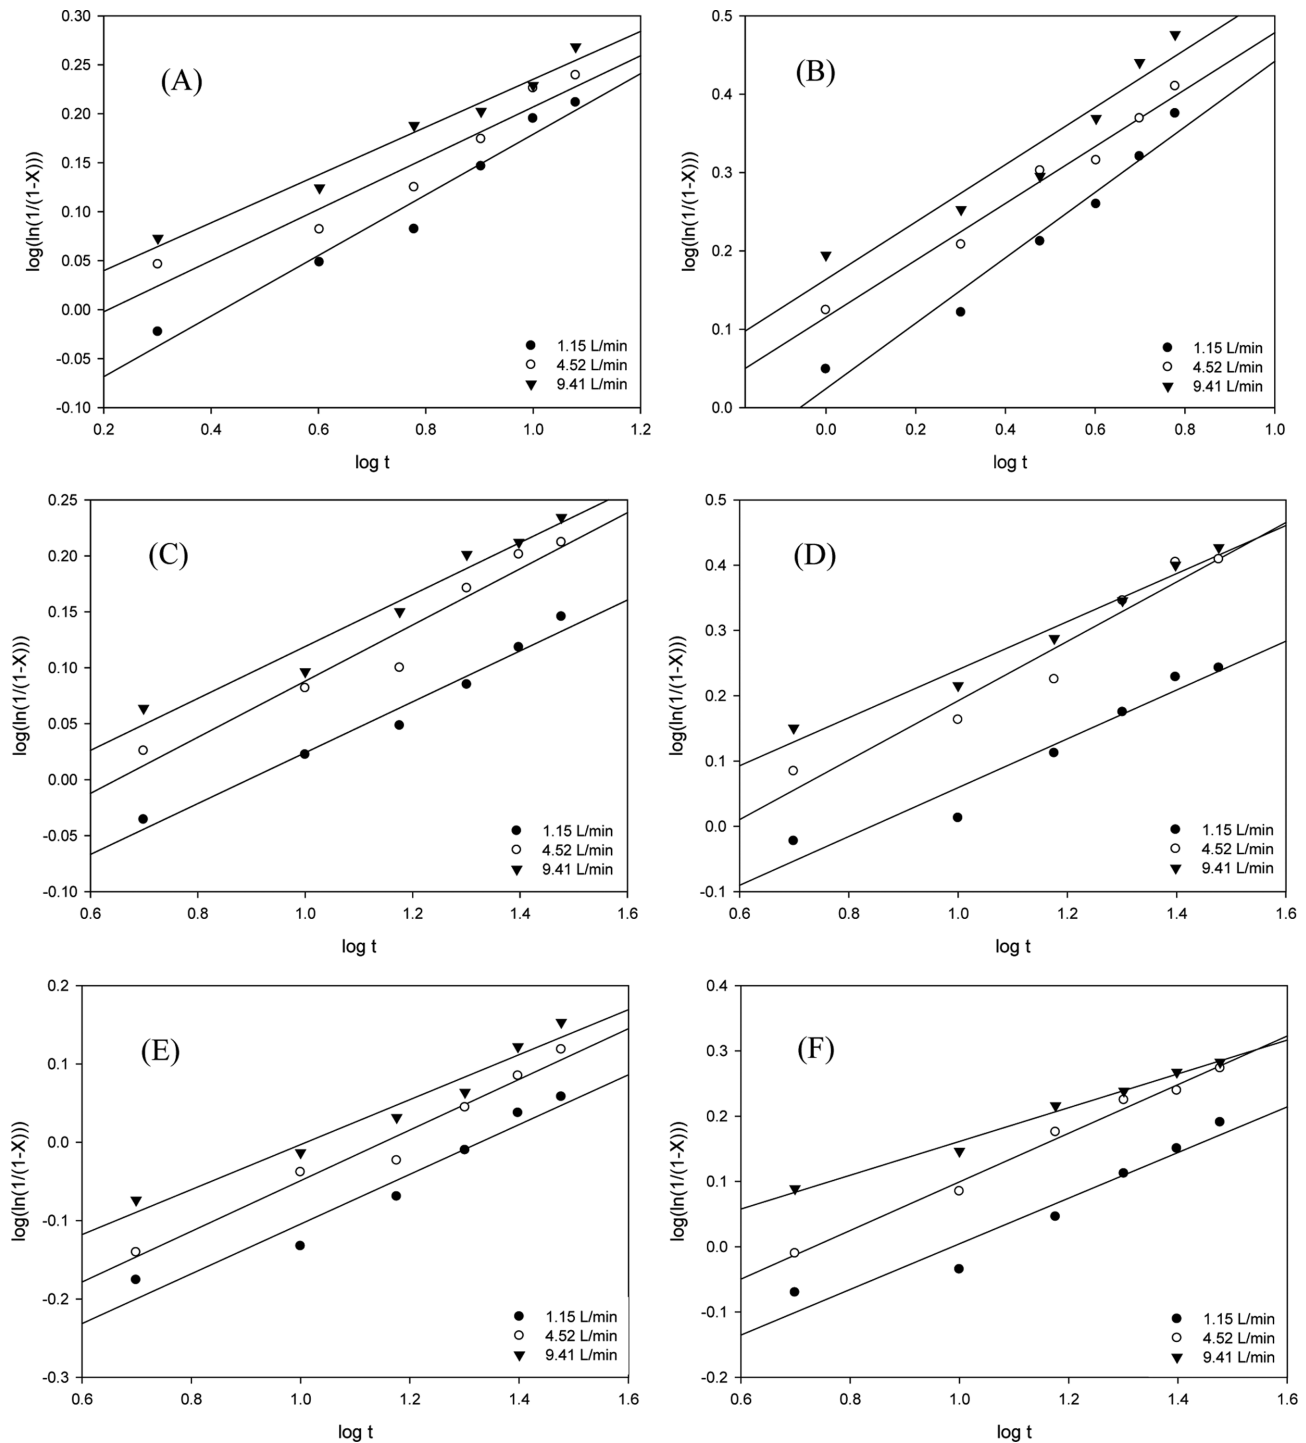 (A)
log(ln(1/(1-X)))
0.30
0.25
0.20
0.15
0.10
0.05
0.00
-0.05
-0.10
0.2 0.4 0.6 0.8 1.0 1.2
log t
1.15 L/min
4.52 L/min
9.41 L/min
(B)
log(ln(1/(1-X)))
0.5
0.4
0.3
0.2
0.1
0.0
0.0 0.2 0.4 0.6 0.8 1.0
log t
1.15 L/min
4.52 L/min
9.41 L/min
(C)
log(ln(1/(1-X)))
0.25
0.20
0.15
0.10
0.05
0.00
-0.05
-0.10
0.6 0.8 1.0 1.2 1.4 1.6
log t
1.15 L/min
4.52 L/min
9.41 L/min
(D)
log(ln(1/(1-X)))
0.5
0.4
0.3
0.2
0.1
0.0
-0.1
0.6 0.8 1.0 1.2 1.4 1.6
log t
1.15 L/min
4.52 L/min
9.41 L/min
(E)
log(ln(1/(1-X)))
0.2
0.1
0.0
-0.1
-0.2
-0.3
0.6 0.8 1.0 1.2 1.4 1.6
log t
1.15 L/min
4.52 L/min
9.41 L/min
(F)
log(ln(1/(1-X)))
0.4
0.3
0.2
0.1
0.0
-0.1
-0.2
0.6 0.8 1.0 1.2 1.4 1.6
log t
1.15 L/min
4.52 L/min
9.41 L/min